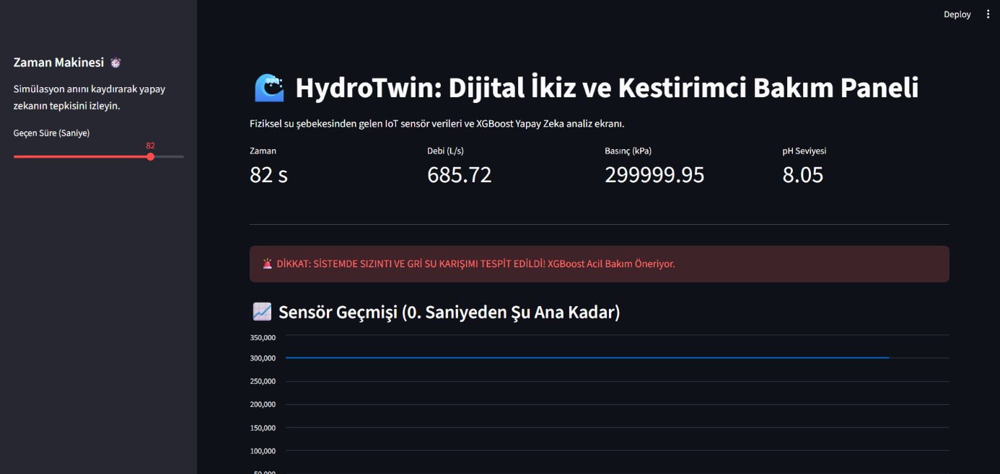 Deploy
Zaman Makinesi
Simülasyon anını kaydırarak yapay
zekanın tepkisini izleyin.
Geçen Süre (Saniye)
82
HydroTwin: Dijital İkiz ve Kestirimci Bakım Paneli
Fiziksel su şebekesinden gelen IoT sensör verileri ve XGBoost Yapay Zeka analiz ekranı.
Zaman Debi (L/s) Basınç (kPa) pH Seviyesi
82 s 685.72 299999.95 8.05
DİKKAT: SİSTEMDE SIZINTI VE GRİ SU KARIŞIMI TESPİT EDİLDİ! XGBoost Acil Bakım Öneriyor.
Sensör Geçmişi (0. Saniyeden Şu Ana Kadar)
350,000
300,000
250,000
200,000
150,000
100,000
50,000